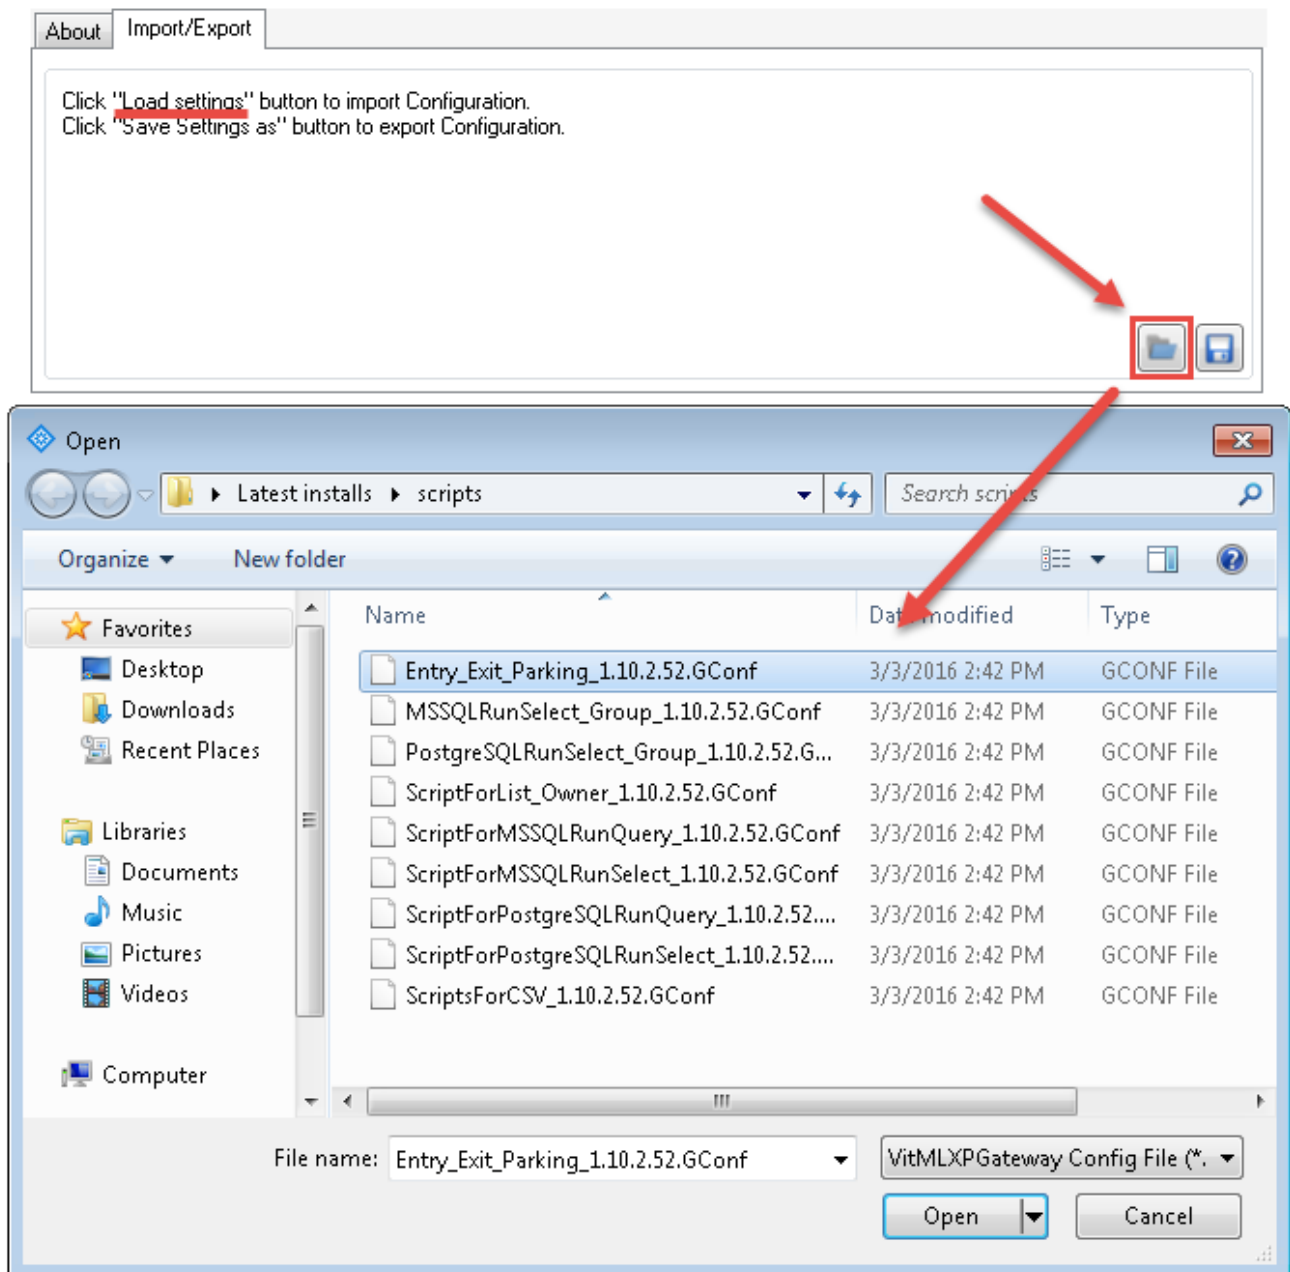 About Import/Export
Click "Load settings" button to import Configuration.
Click "Save Settings as" button to export Configuration.
Open
Latest installs scripts Search scripts
Organize New folder
Name Date modified Type
Favorites
Desktop
Downloads
Recent Places
Libraries
Documents
Music
Pictures
Videos
Computer
Entry_Exit_Parking_1.10.2.52.GConf 3/3/2016 2:42 PM GCONF File
MSSQLRunSelect_Group_1.10.2.52.GConf 3/3/2016 2:42 PM GCONF File
PostgreSQLRunSelect_Group_1.10.2.52.G... 3/3/2016 2:42 PM GCONF File
ScriptForList_Owner_1.10.2.52.GConf 3/3/2016 2:42 PM GCONF File
ScriptForMSSQLRunQuery_1.10.2.52.GConf 3/3/2016 2:42 PM GCONF File
ScriptForMSSQLRunSelect_1.10.2.52.GConf 3/3/2016 2:42 PM GCONF File
ScriptForPostgreSQLRunQuery_1.10.2.52.... 3/3/2016 2:42 PM GCONF File
ScriptForPostgreSQLRunSelect_1.10.2.52.... 3/3/2016 2:42 PM GCONF File
ScriptsForCSV_1.10.2.52.GConf 3/3/2016 2:42 PM GCONF File
File name: Entry_Exit_Parking_1.10.2.52.GConf VitMLXPGateway Config File (*.
Open Cancel